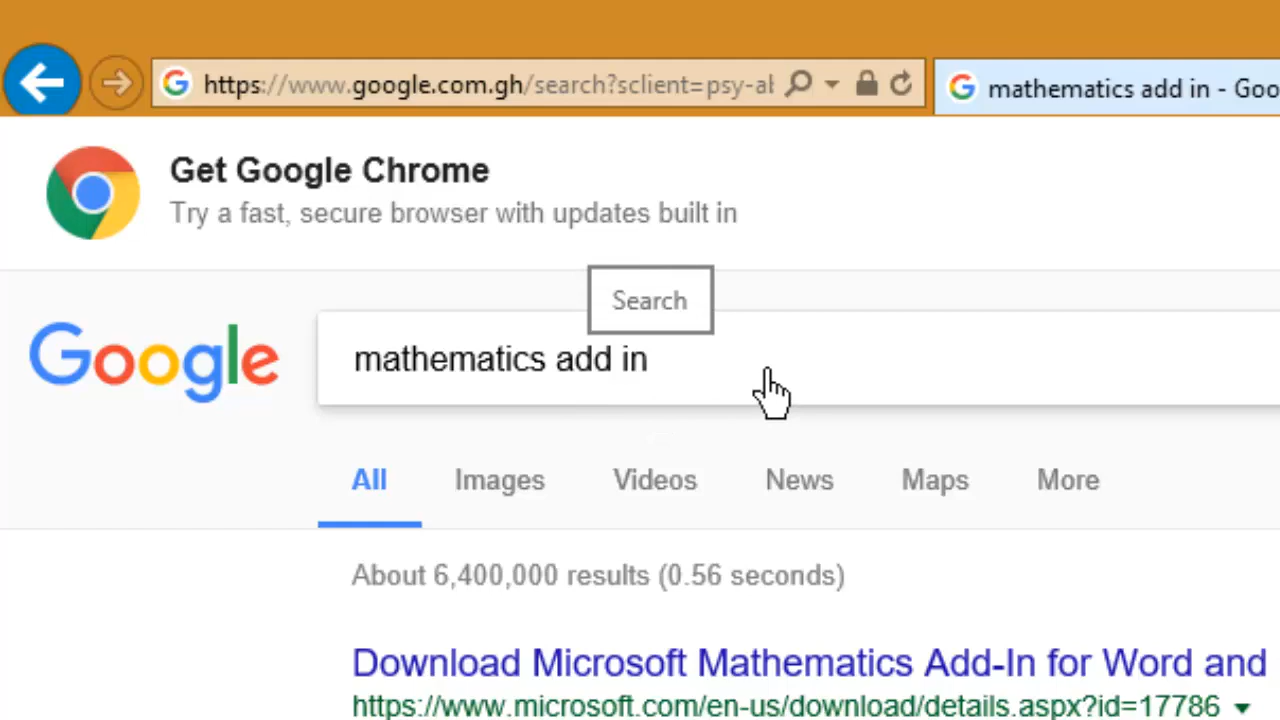 https://www.google.com.gh/search?sclient=psy-ab
mathematics add in - Goo
Get Google Chrome
Try a fast, secure browser with updates built in
Search
Google
mathematics add in
All Images Videos News Maps More
About 6,400,000 results (0.56 seconds)
Download Microsoft Mathematics Add-In for Word and
https://www.microsoft.com/en-us/download/details.aspx?id=17786